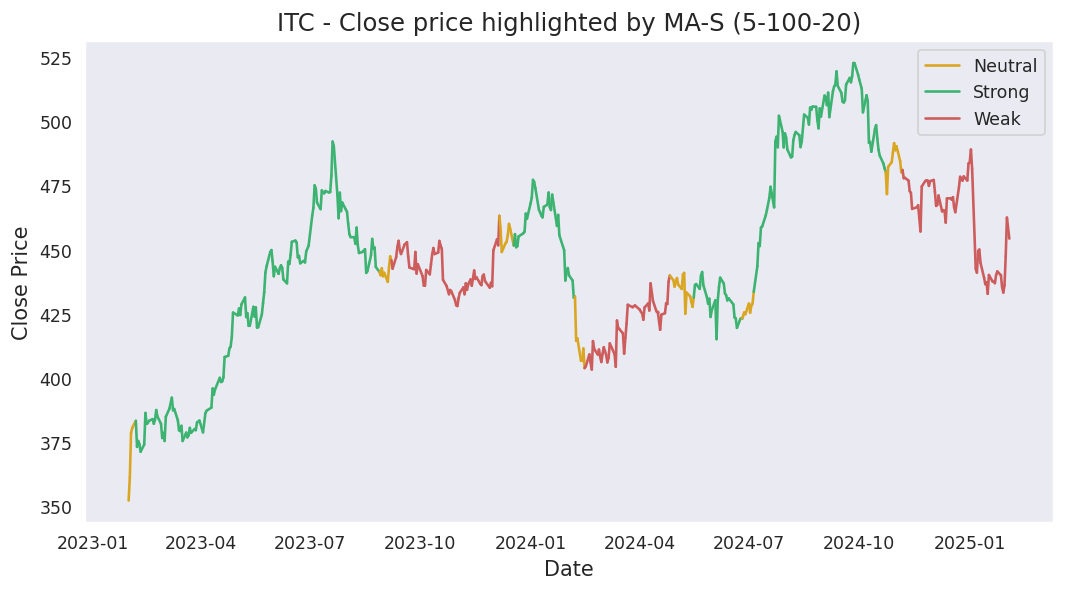 ITC - Close price highlighted by MA-S (5-100-20)
Close Price
525
500
475
450
425
400
375
350
Neutral
Strong
Weak
2023-01 2023-04 2023-07 2023-10 2024-01 2024-04 2024-07 2024-10 2025-01
Date